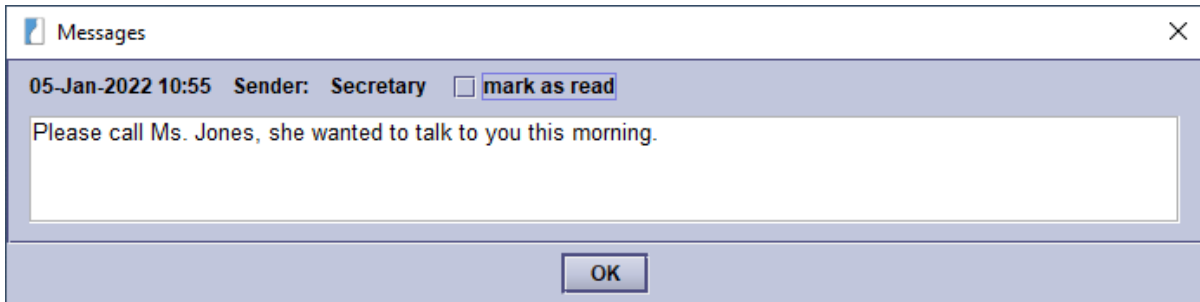 Messages
05-Jan-2022 10:55 Sender: Secretary mark as read
Please call Ms. Jones, she wanted to talk to you this morning.
OK